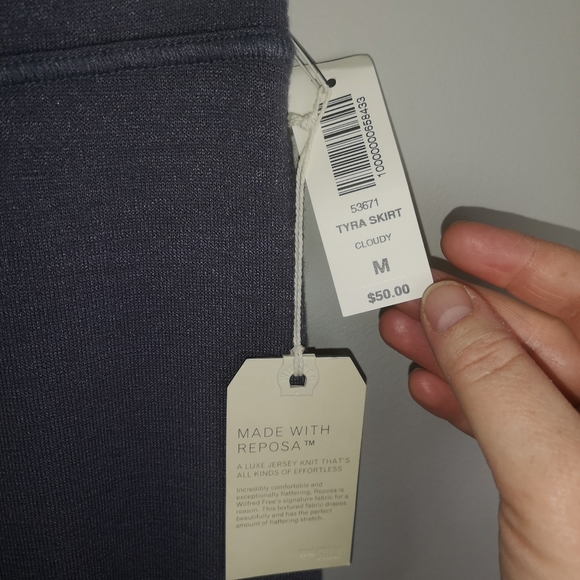 1000000658433
53671
TYRA SKIRT
CLOUDY
M
$50.00
MADE WITH
REPOSA™
A LUXE JERSEY KNIT THAT'S
ALL KINDS OF EFFORTLESS
Incredibly comfortable and
exceptionally flattering, Reposa is
Wilfred Free's signature fabric for a
reason. This textured fabric drapes
beautifully and has the perfect
amount of flattering stretch.